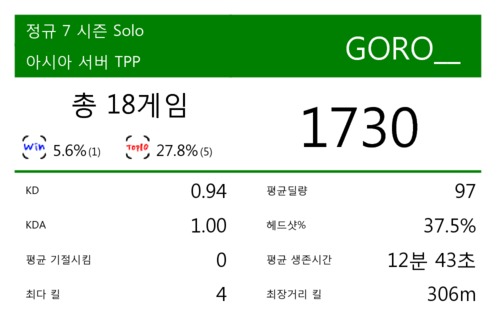 정규 7 시즌 Solo
아시아 서버 TPP
GORO__
총 18게임
1730
Win 5.6%(1) TOP10 27.8%(5)
KD 0.94 평균딜량 97
KDA 1.00 헤드샷% 37.5%
평균 기절시킴 0 평균 생존시간 12분 43초
최다 킬 4 최장거리 킬 306m